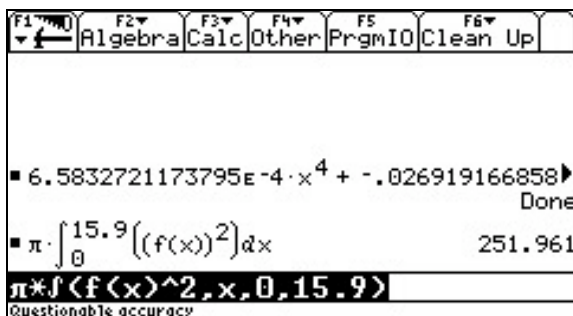 F1 F2 F3 F4 F5 F6
Algebra Calc Other PrgmIO Clean Up
▪ 6.5832721173795ᴇ-4·x^4 + -.026919166858▶
Done
▪ π·∫₀^15.9((f(x))^2)dx 251.961
π*∫(f(x)^2,x,0,15.9)
Questionable accuracy